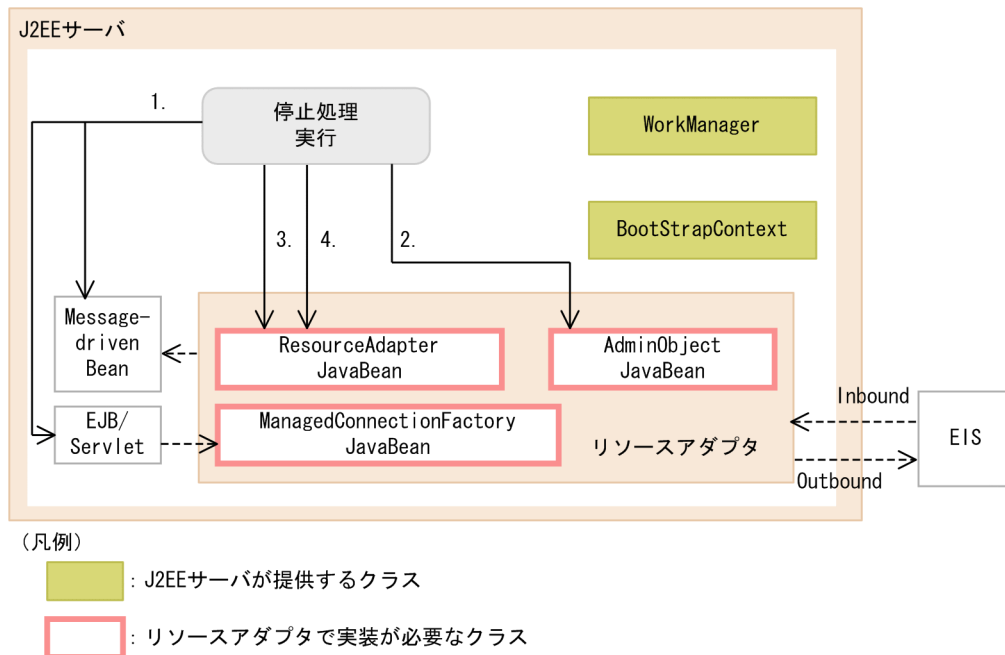 J2EEサーバ
1.
停止処理
実行
WorkManager
BootStrapContext
3.
4.
2.
Message-
driven
Bean
ResourceAdapter
JavaBean
AdminObject
JavaBean
EJB/
Servlet
ManagedConnectionFactory
JavaBean
リソースアダプタ
Inbound
EIS
Outbound
(凡例)
: J2EEサーバが提供するクラス
: リソースアダプタで実装が必要なクラス